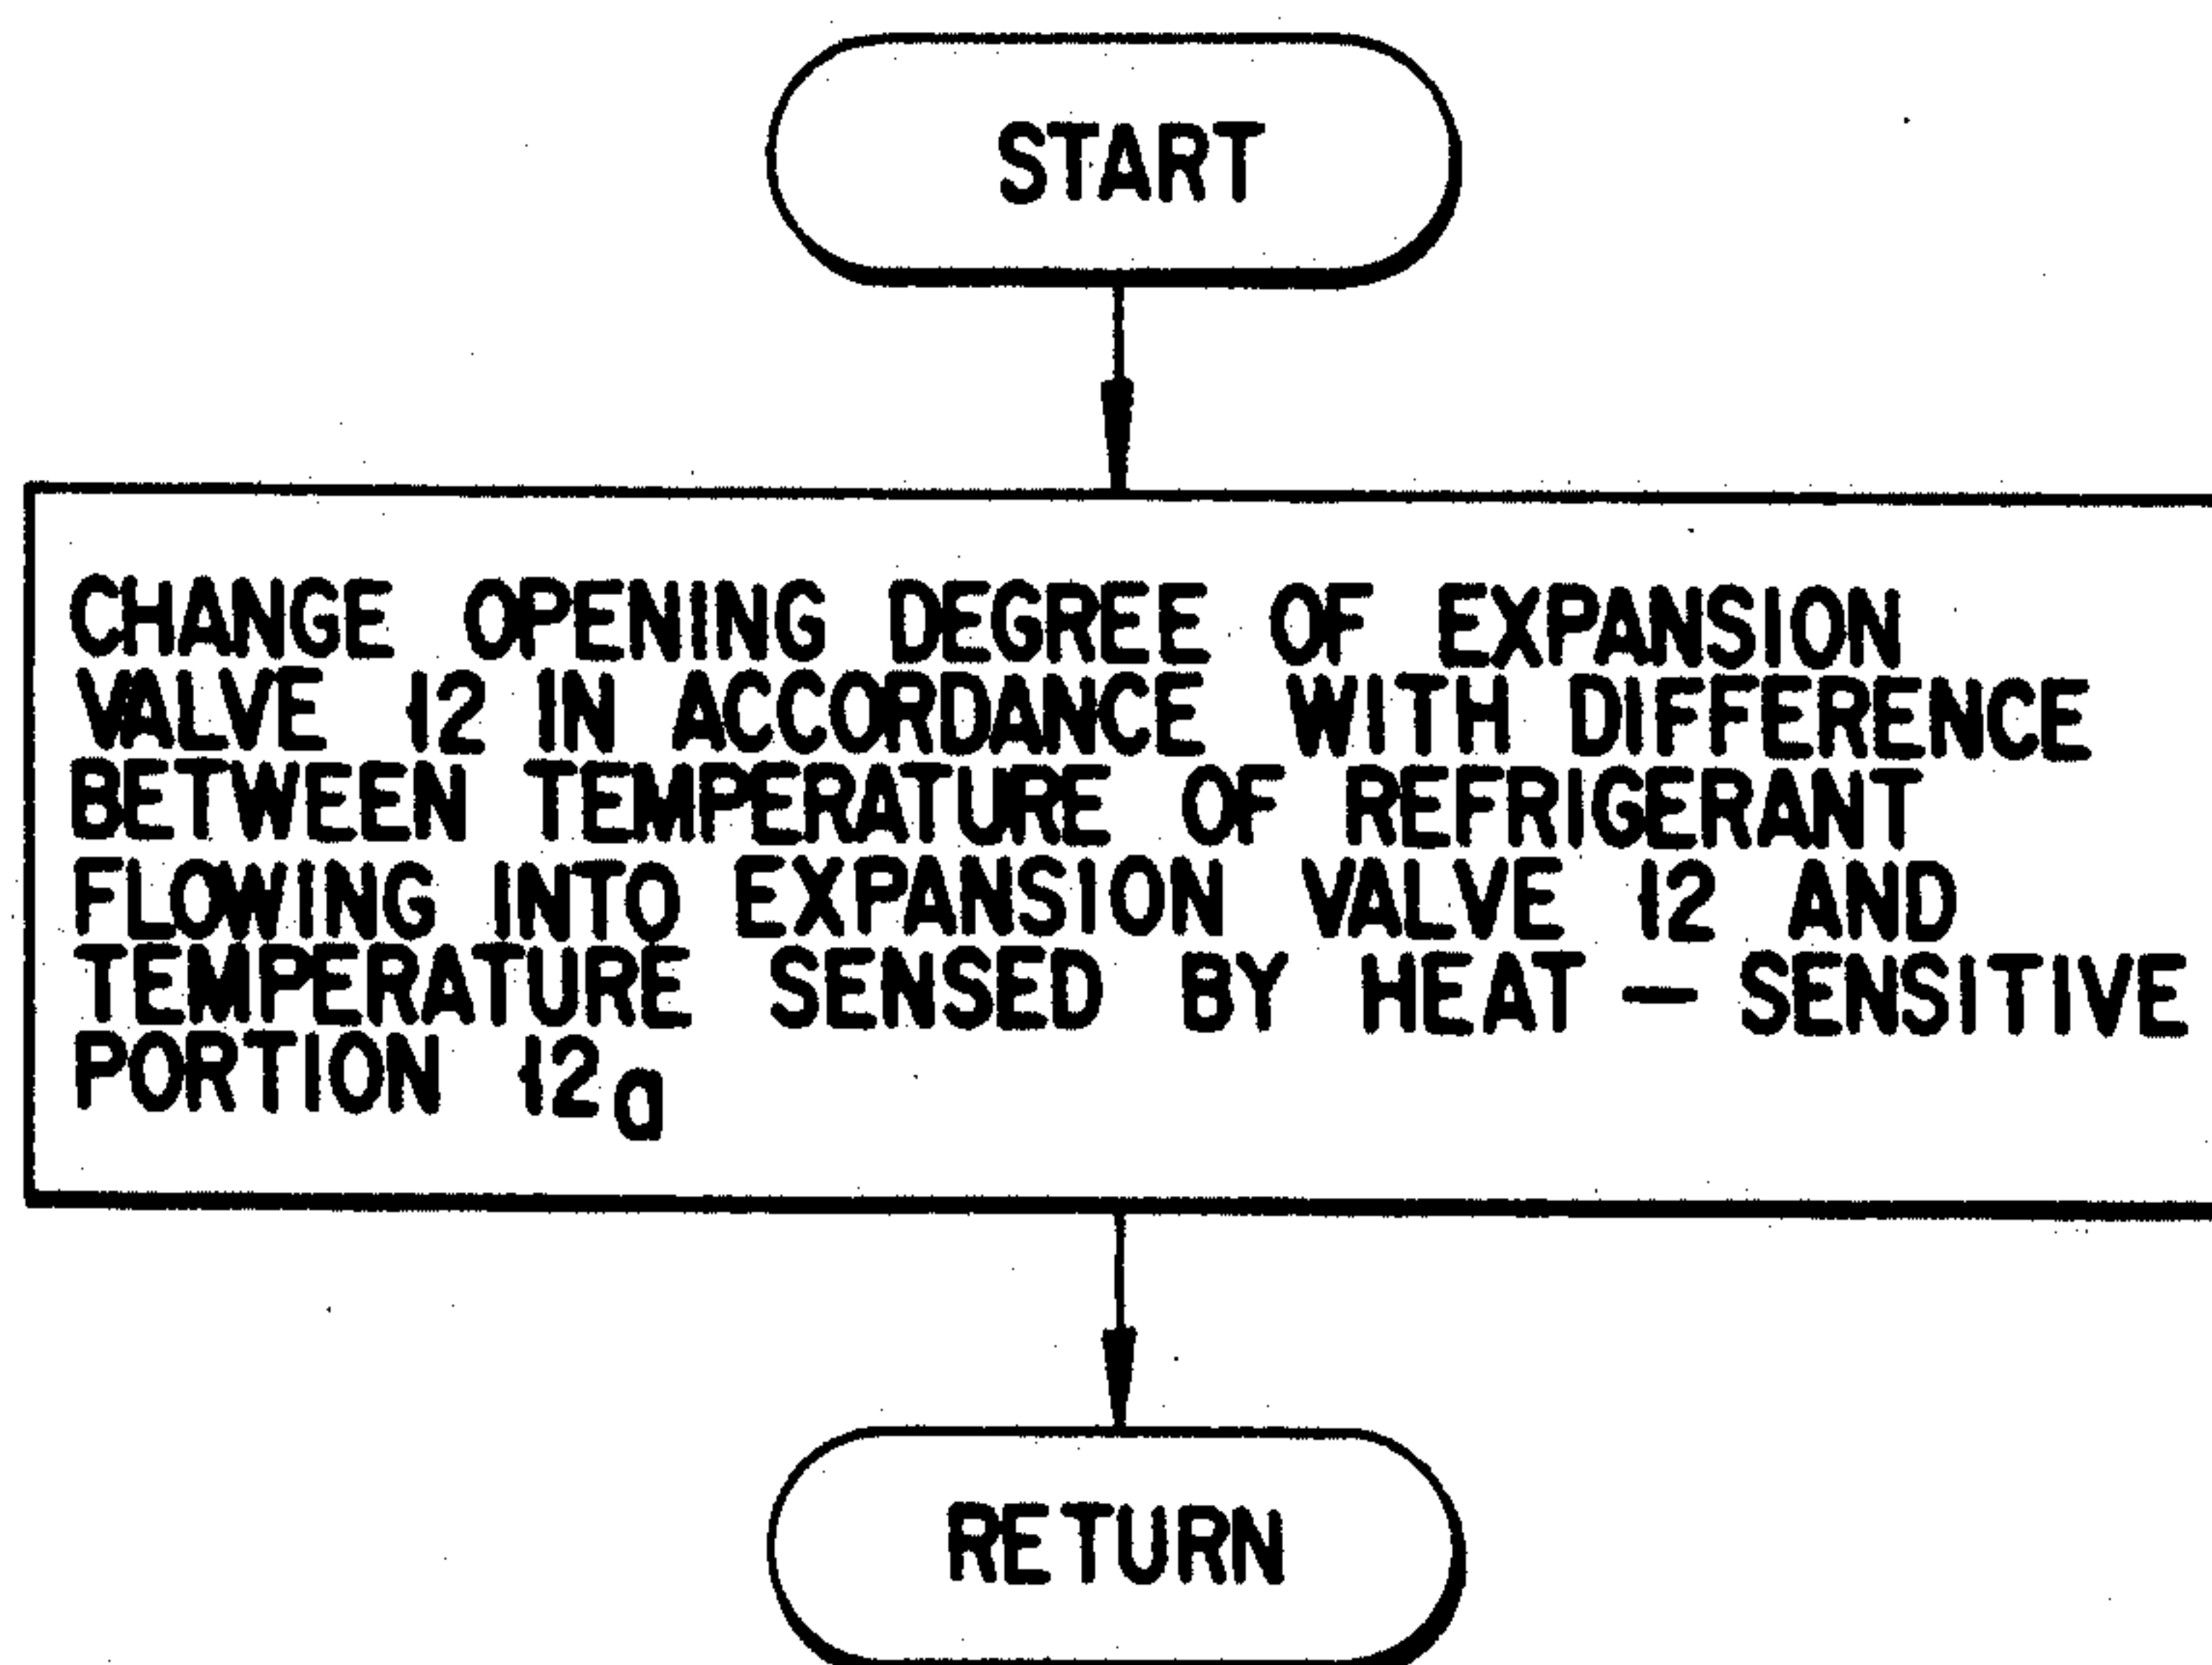 START
CHANGE OPENING DEGREE OF EXPANSION
VALVE 12 IN ACCORDANCE WITH DIFFERENCE
BETWEEN TEMPERATURE OF REFRIGERANT
FLOWING INTO EXPANSION VALVE 12 AND
TEMPERATURE SENSED BY HEAT — SENSITIVE
PORTION 12a
RETURN